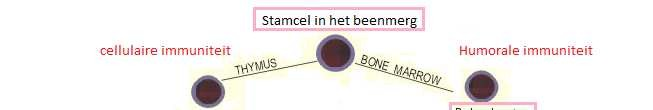 Stamcel in het beenmerg
cellulaire immuniteit
Humorale immuniteit
THYMUS
BONE MARROW